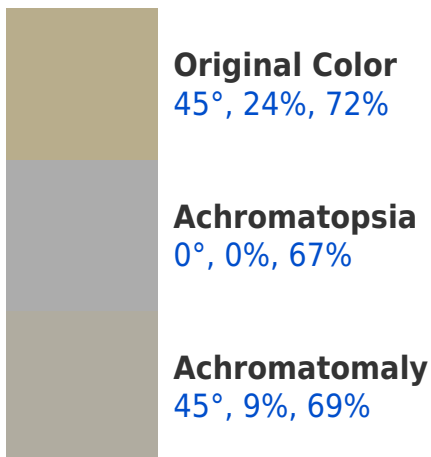 Original Color
45°, 24%, 72%
Achromatopsia
0°, 0%, 67%
Achromatomaly
45°, 9%, 69%